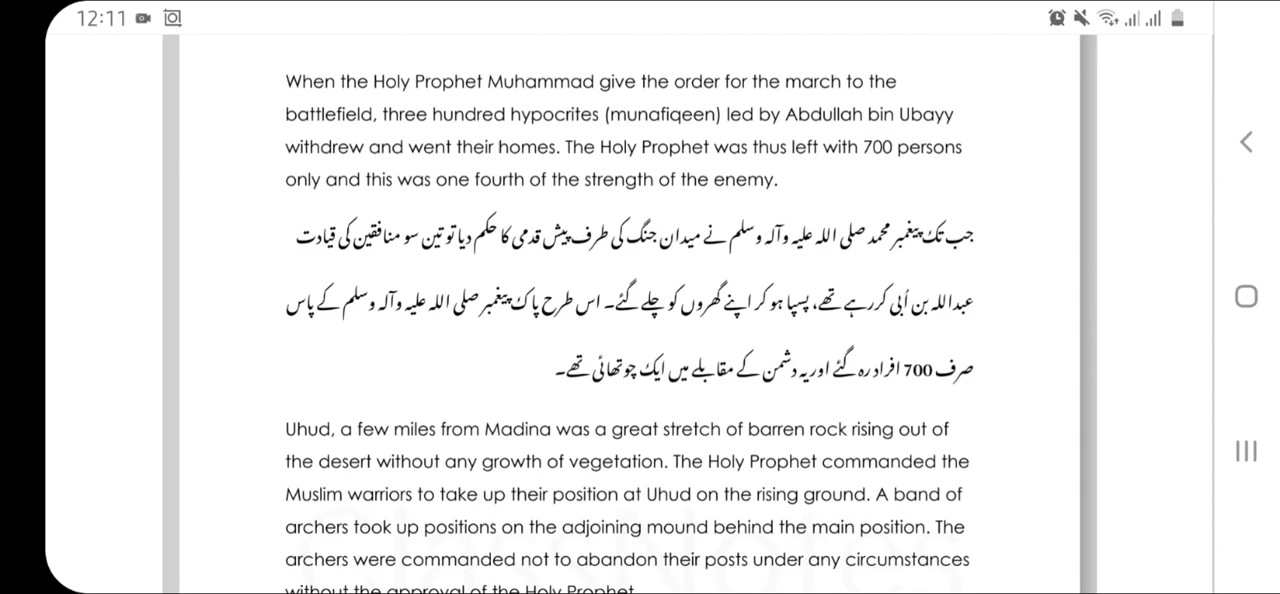 12:11
When the Holy Prophet Muhammad give the order for the march to the
battlefield, three hundred hypocrites (munafiqeen) led by Abdullah bin Ubayy
withdrew and went their homes. The Holy Prophet was thus left with 700 persons
only and this was one fourth of the strength of the enemy.
جب تک پیغمبر محمد صلی اللہ علیہ وآلہ وسلم نے میدان جنگ کی طرف پیش قدمی کا حکم دیا تو تین سو منافقین کی قیادت
عبداللہ بن اُبی کر رہے تھے، پسپا ہو کر اپنے گھروں کو چلے گئے۔ اس طرح پاک پیغمبر صلی اللہ علیہ وآلہ وسلم کے پاس
صرف 700 افراد رہ گئے اور یہ دشمن کے مقابلے میں ایک چوتھائی تھے۔
Uhud, a few miles from Madina was a great stretch of barren rock rising out of
the desert without any growth of vegetation. The Holy Prophet commanded the
Muslim warriors to take up their position at Uhud on the rising ground. A band of
archers took up positions on the adjoining mound behind the main position. The
archers were commanded not to abandon their posts under any circumstances
without the approval of the Holy Prophet